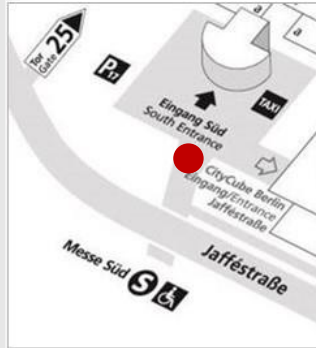 a
a
Tor
Gate 25
P17
TAXI
Eingang Süd
South Entrance
CityCube Berlin
Eingang/Entrance
Jafféstraße
Jafféstraße
Messe Süd S